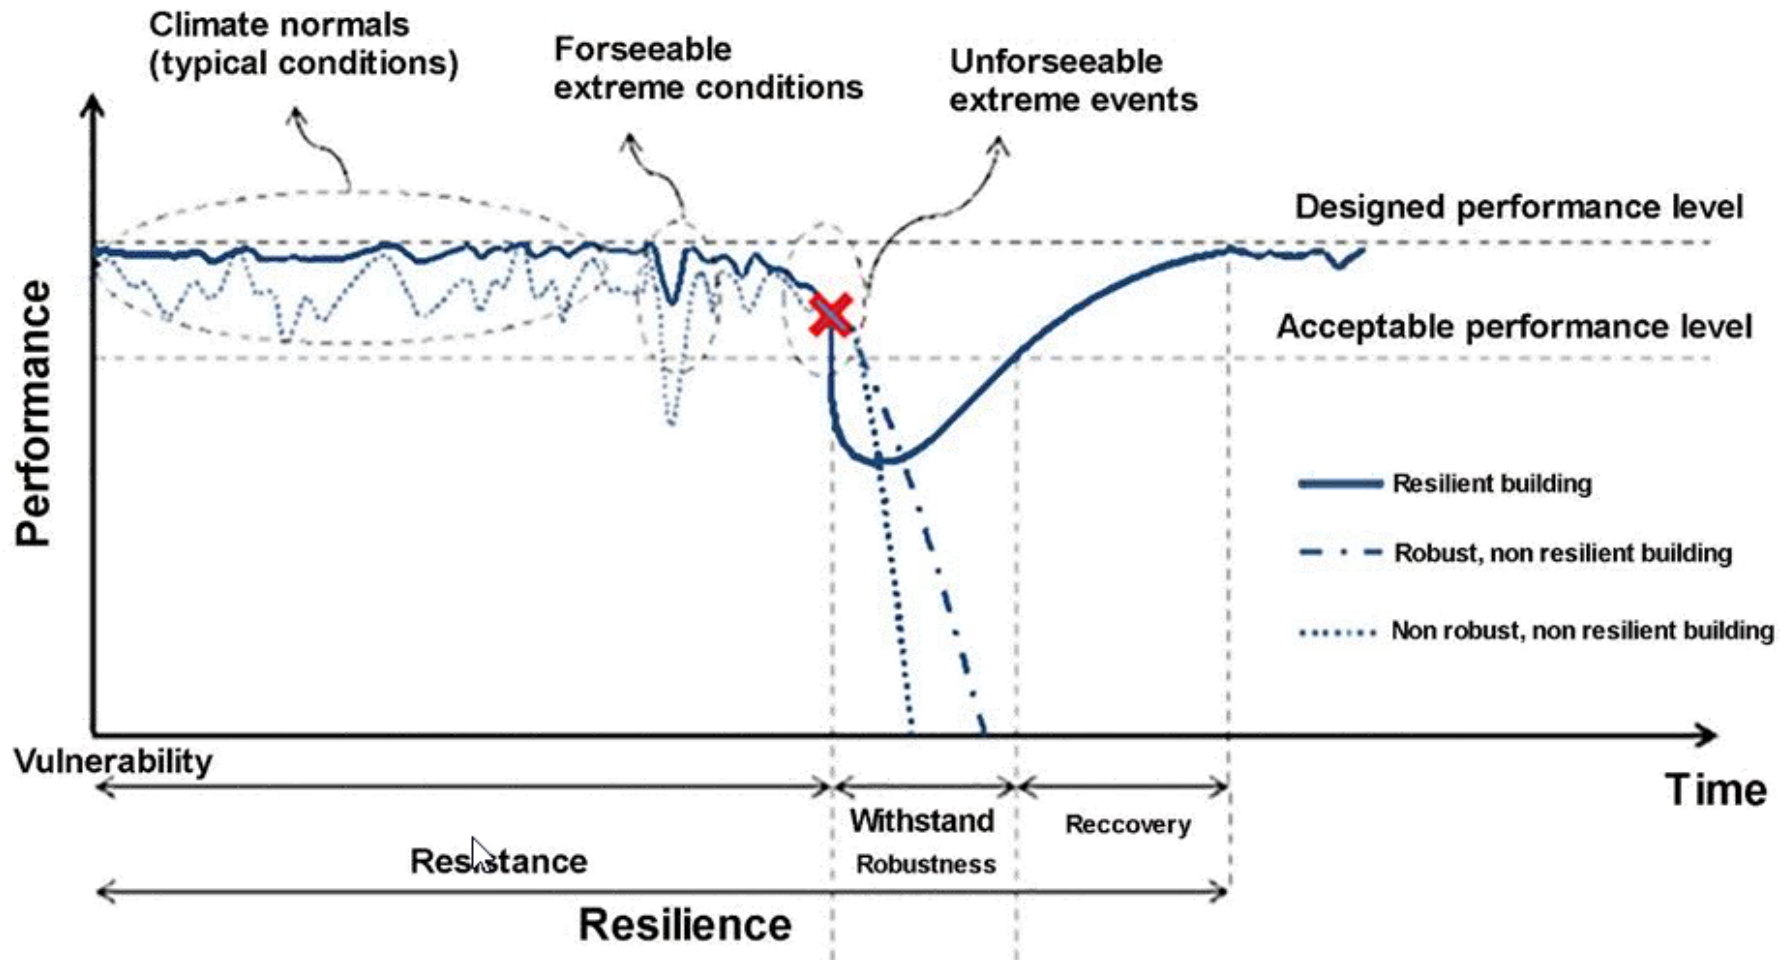 Climate normals
(typical conditions)
Forseeable
extreme conditions
Unforseeable
extreme events
Designed performance level
Acceptable performance level
Performance
Resilient building
Robust, non resilient building
Non robust, non resilient building
Vulnerability
Time
Withstand
Reccovery
Resistance
Robustness
Resilience